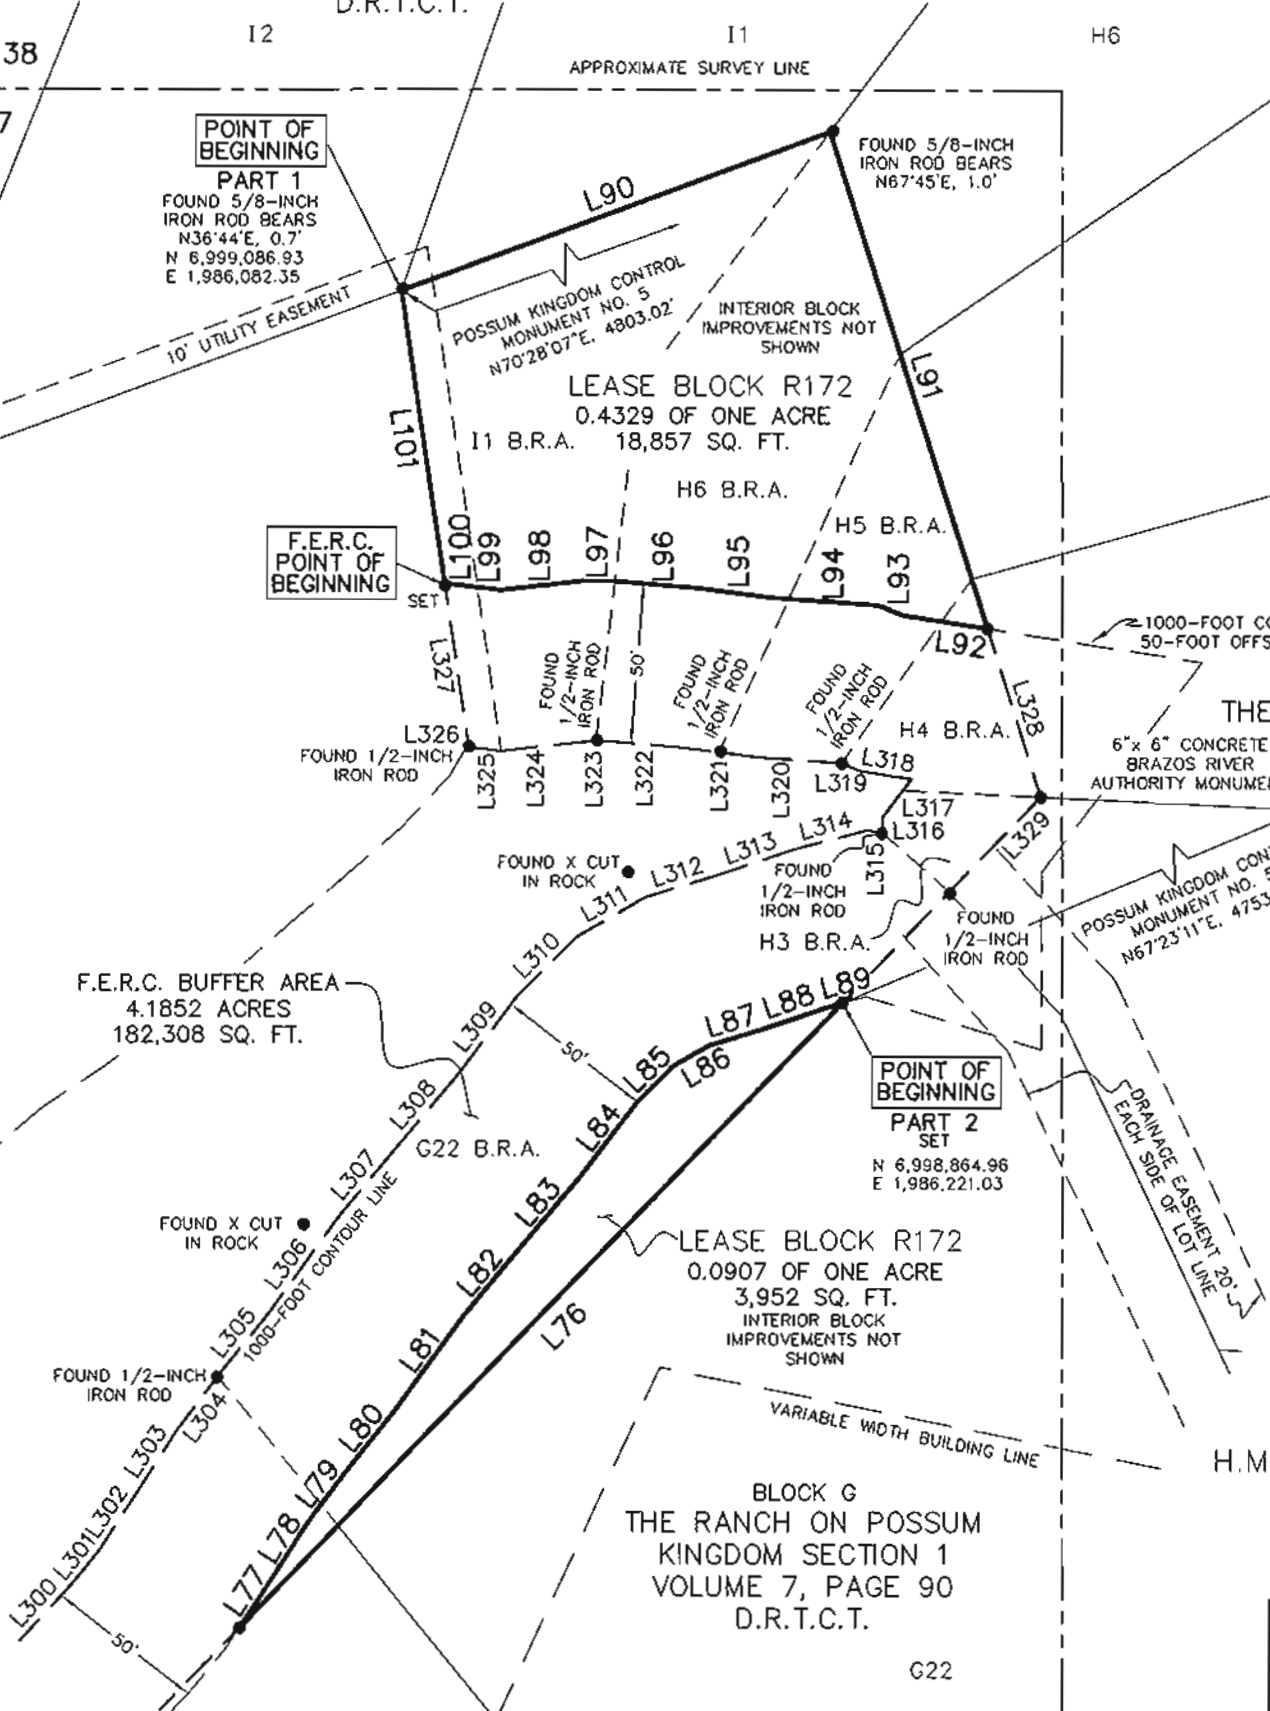 D.R.T.C.T.
I2
I1
H6
38
7
APPROXIMATE SURVEY LINE
POINT OF
BEGINNING
PART 1
FOUND 5/8-INCH
IRON ROD BEARS
N36°44'E, 0.7'
N 6,999,086.93
E 1,986,082.35
FOUND 5/8-INCH
IRON ROD BEARS
N67°45'E, 1.0'
L90
10' UTILITY EASEMENT
POSSUM KINGDOM CONTROL
MONUMENT NO. 5
N70°28'07"E, 4803.02'
INTERIOR BLOCK
IMPROVEMENTS NOT
SHOWN
L91
LEASE BLOCK R172
0.4329 OF ONE ACRE
18,857 SQ. FT.
I1 B.R.A.
L101
H6 B.R.A.
H5 B.R.A.
F.E.R.C.
POINT OF
BEGINNING
SET
L100
L99
L98
L97
L96
L95
L94
L93
L92
1000-FOOT CO
50-FOOT OFFS
L327
FOUND
1/2-INCH
IRON ROD
50'
FOUND
1/2-INCH
IRON ROD
FOUND
1/2-INCH
IRON ROD
L328
THE
H4 B.R.A.
6"x 6" CONCRETE
BRAZOS RIVER
AUTHORITY MONUME
L326
FOUND 1/2-INCH
IRON ROD
L325
L324
L323
L322
L321
L320
L319
L318
L317
L316
L315
L314
L313
L312
L311
L310
L329
FOUND X CUT
IN ROCK
FOUND
1/2-INCH
IRON ROD
H3 B.R.A.
FOUND
1/2-INCH
IRON ROD
POSSUM KINGDOM CON
MONUMENT NO. 5
N67°23'11"E, 4753
F.E.R.C. BUFFER AREA
4.1852 ACRES
182,308 SQ. FT.
L309
50'
L85
L86
L87
L88
L89
L308
L84
G22 B.R.A.
POINT OF
BEGINNING
PART 2
SET
N 6,998,864.96
E 1,986,221.03
DRAINAGE EASEMENT 20'
EACH SIDE OF LOT LINE
L307
L83
FOUND X CUT
IN ROCK
L306
1000-FOOT CONTOUR LINE
L82
LEASE BLOCK R172
0.0907 OF ONE ACRE
3,952 SQ. FT.
INTERIOR BLOCK
IMPROVEMENTS NOT
SHOWN
L76
L305
L81
FOUND 1/2-INCH
IRON ROD
L304
L80
VARIABLE WIDTH BUILDING LINE
L303
L79
H.M
L302
L78
BLOCK G
THE RANCH ON POSSUM
KINGDOM SECTION 1
VOLUME 7, PAGE 90
D.R.T.C.T.
L301
L300
L77
50'
G22